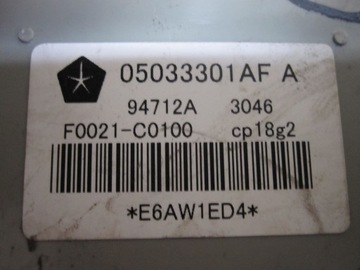 05033301AF A
94712A 3046
F0021-C0100 cp18g2
*E6AW1ED4*